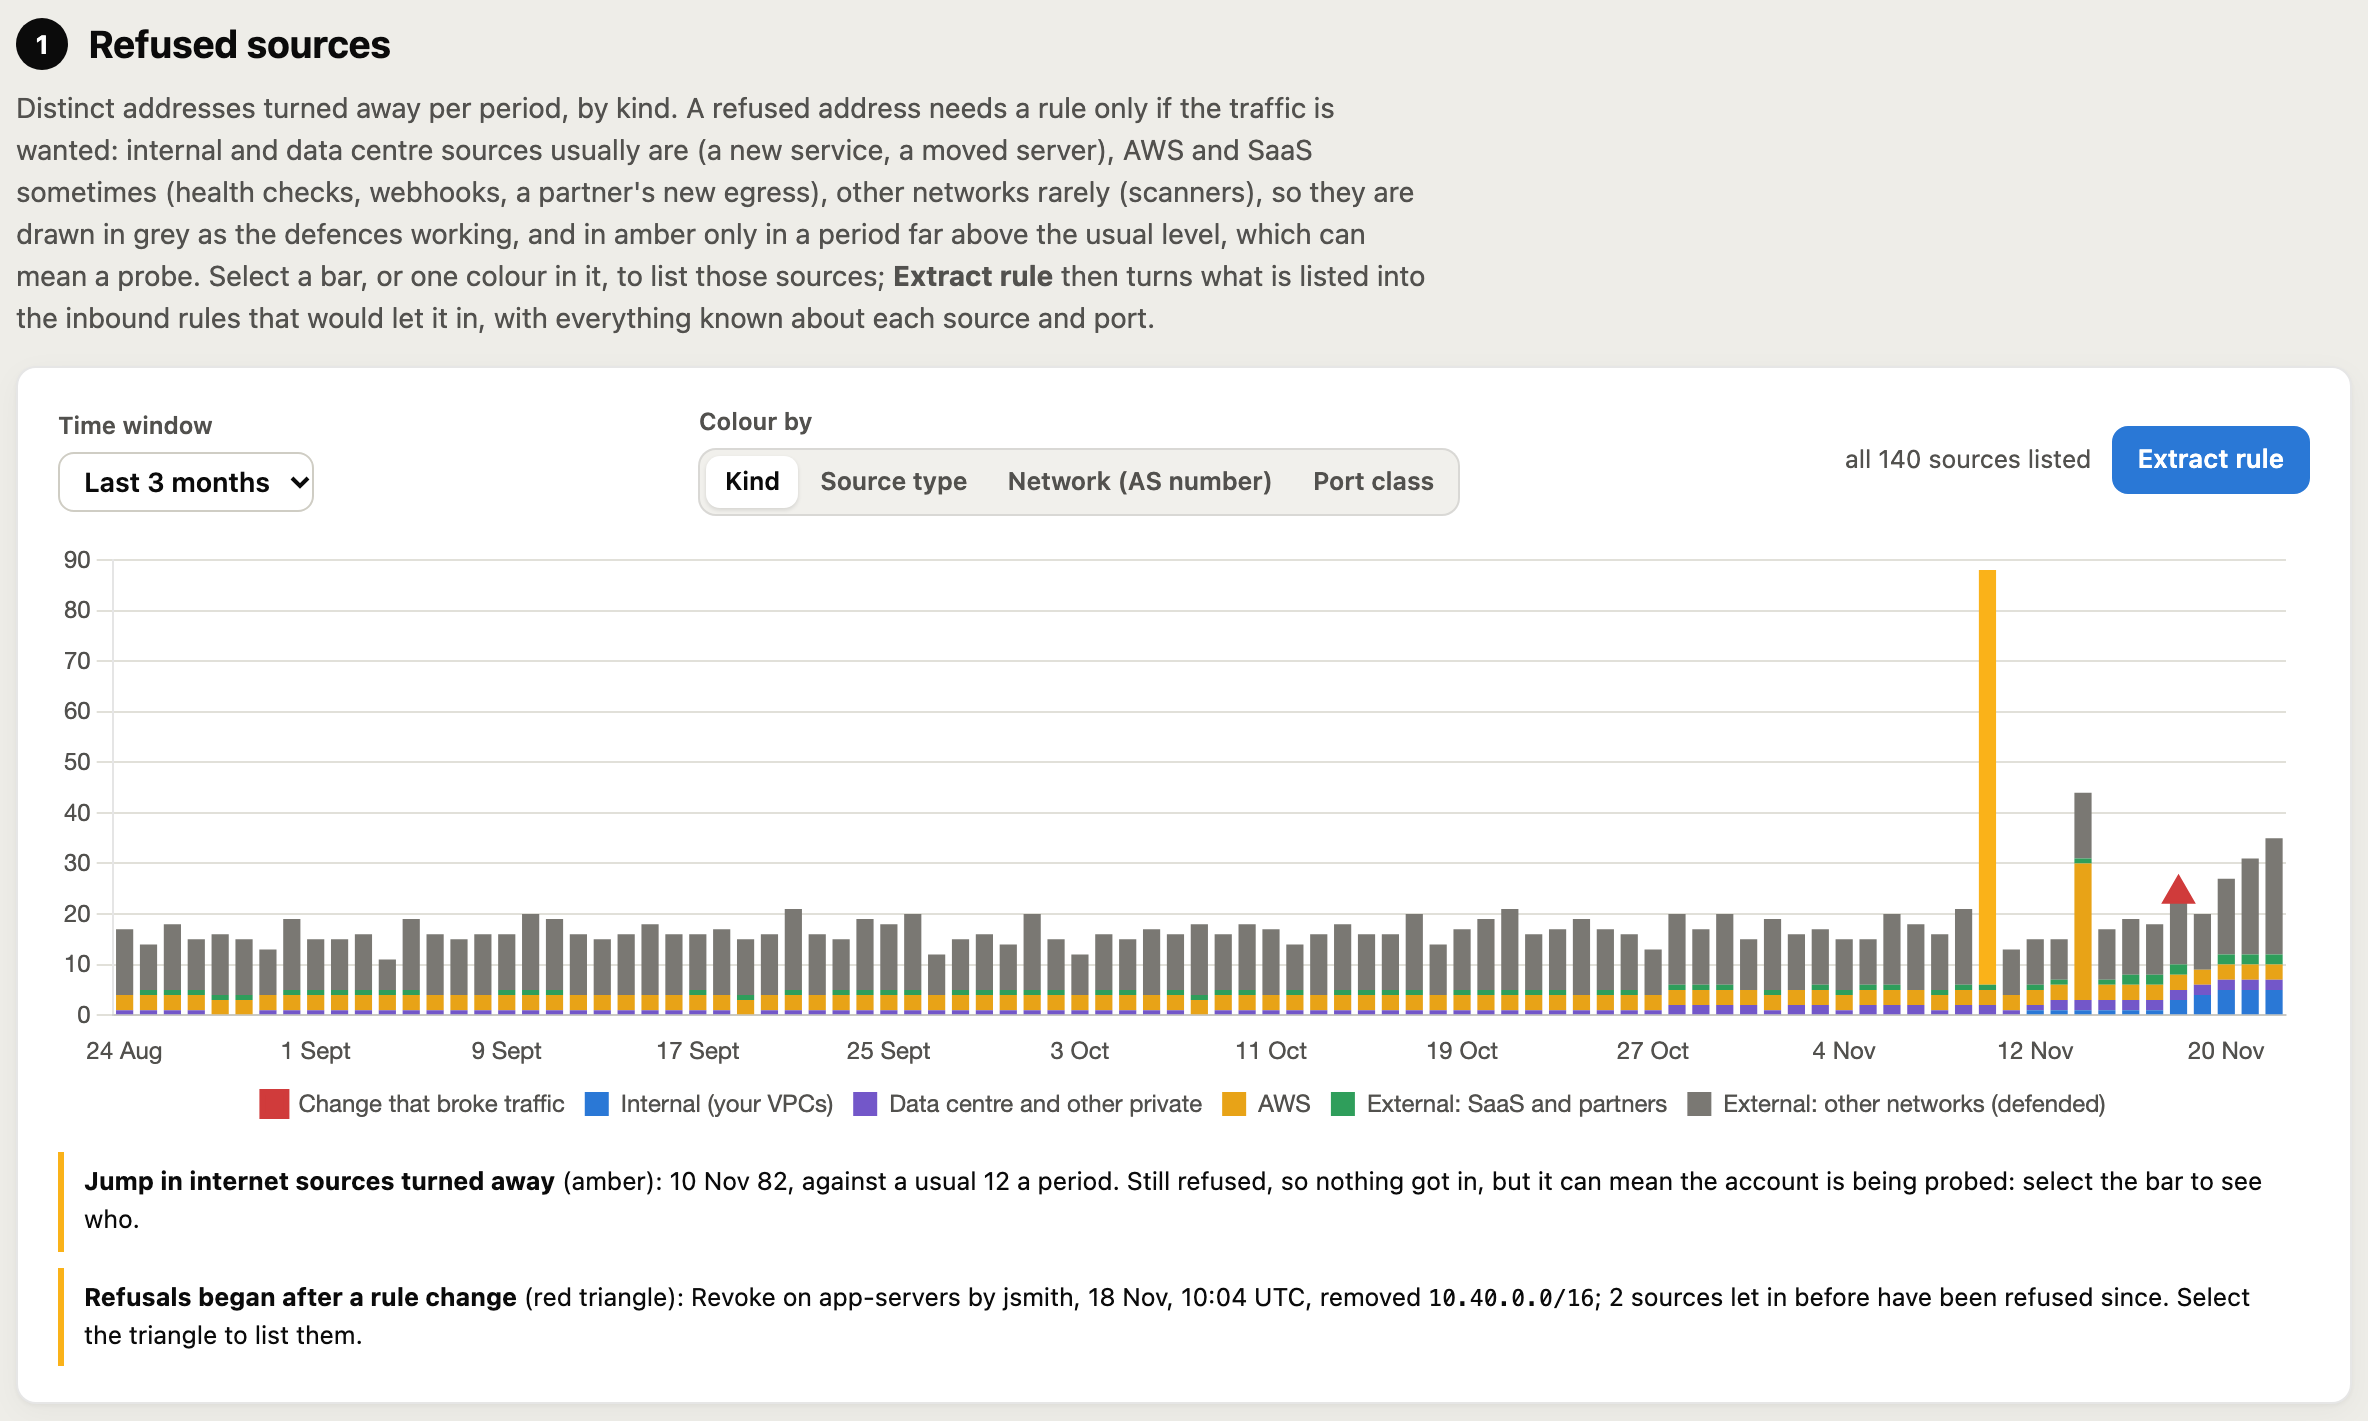 1 Refused sources
Distinct addresses turned away per period, by kind. A refused address needs a rule only if the traffic is
wanted: internal and data centre sources usually are (a new service, a moved server), AWS and SaaS
sometimes (health checks, webhooks, a partner's new egress), other networks rarely (scanners), so they are
drawn in grey as the defences working, and in amber only in a period far above the usual level, which can
mean a probe. Select a bar, or one colour in it, to list those sources; Extract rule then turns what is listed into
the inbound rules that would let it in, with everything known about each source and port.
Time window
Last 3 months
Colour by
Kind Source type Network (AS number) Port class
all 140 sources listed
Extract rule
90
80
70
60
50
40
30
20
10
0
24 Aug 1 Sept 9 Sept 17 Sept 25 Sept 3 Oct 11 Oct 19 Oct 27 Oct 4 Nov 12 Nov 20 Nov
Change that broke traffic Internal (your VPCs) Data centre and other private AWS External: SaaS and partners External: other networks (defended)
Jump in internet sources turned away (amber): 10 Nov 82, against a usual 12 a period. Still refused, so nothing got in, but it can mean the account is being probed: select the bar to see
who.
Refusals began after a rule change (red triangle): Revoke on app-servers by jsmith, 18 Nov, 10:04 UTC, removed 10.40.0.0/16; 2 sources let in before have been refused since. Select
the triangle to list them.